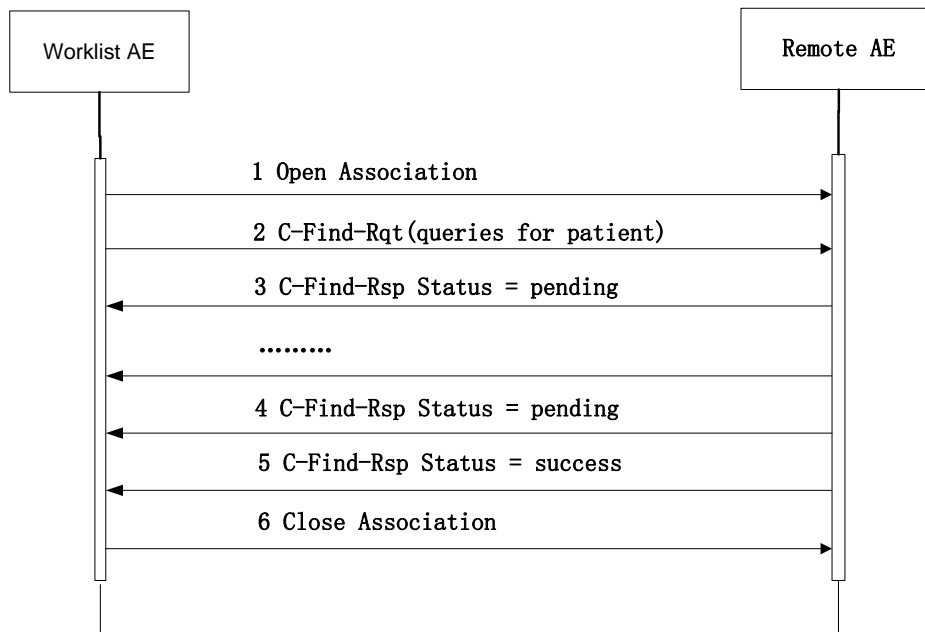 Worklist AE
Remote AE
1 Open Association
2 C-Find-Rqt(queries for patient)
3 C-Find-Rsp Status = pending
………
4 C-Find-Rsp Status = pending
5 C-Find-Rsp Status = success
6 Close Association